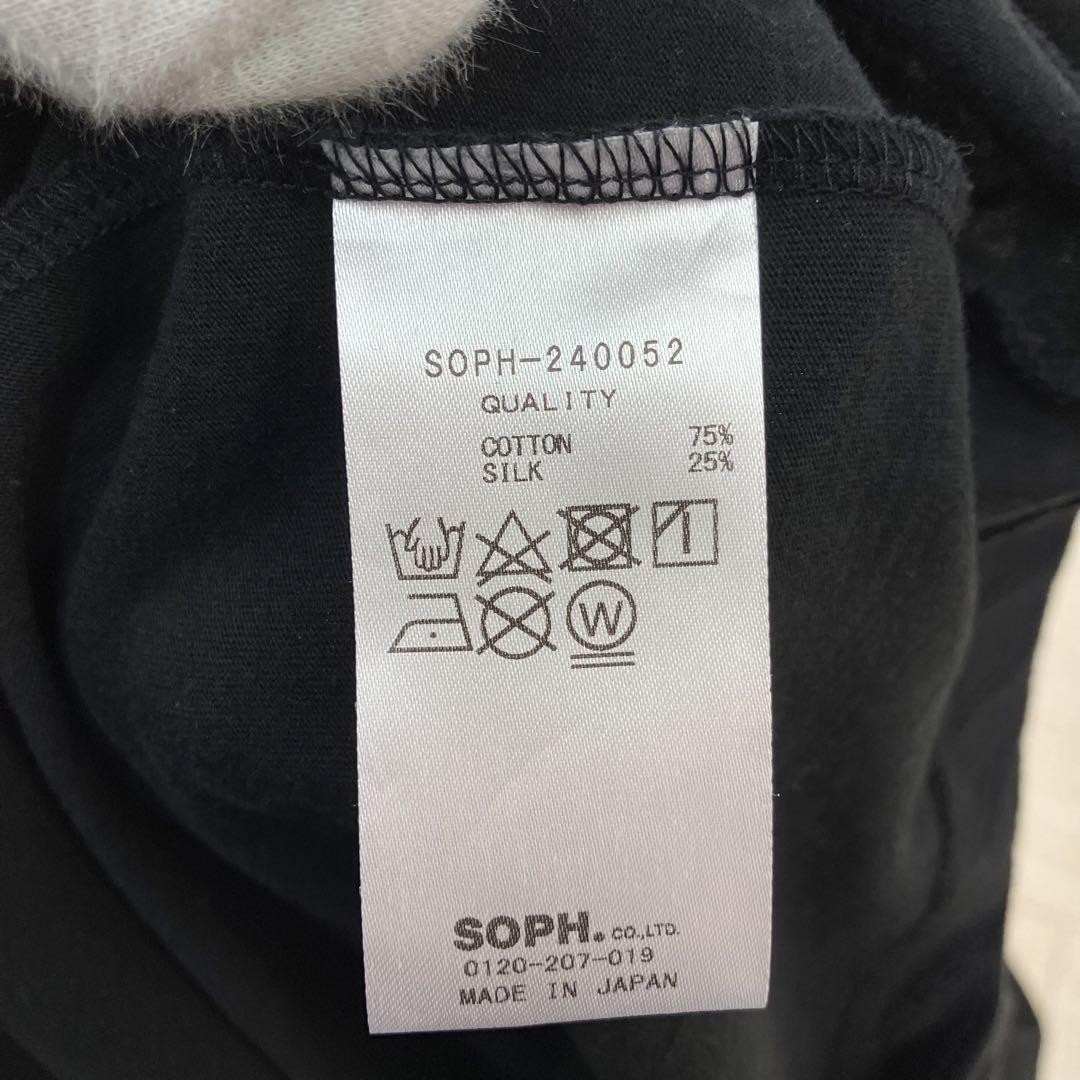 SOPH-240052
QUALITY
COTTON 75%
SILK 25%
W
SOPH. CO.,LTD.
0120-207-019
MADE IN JAPAN